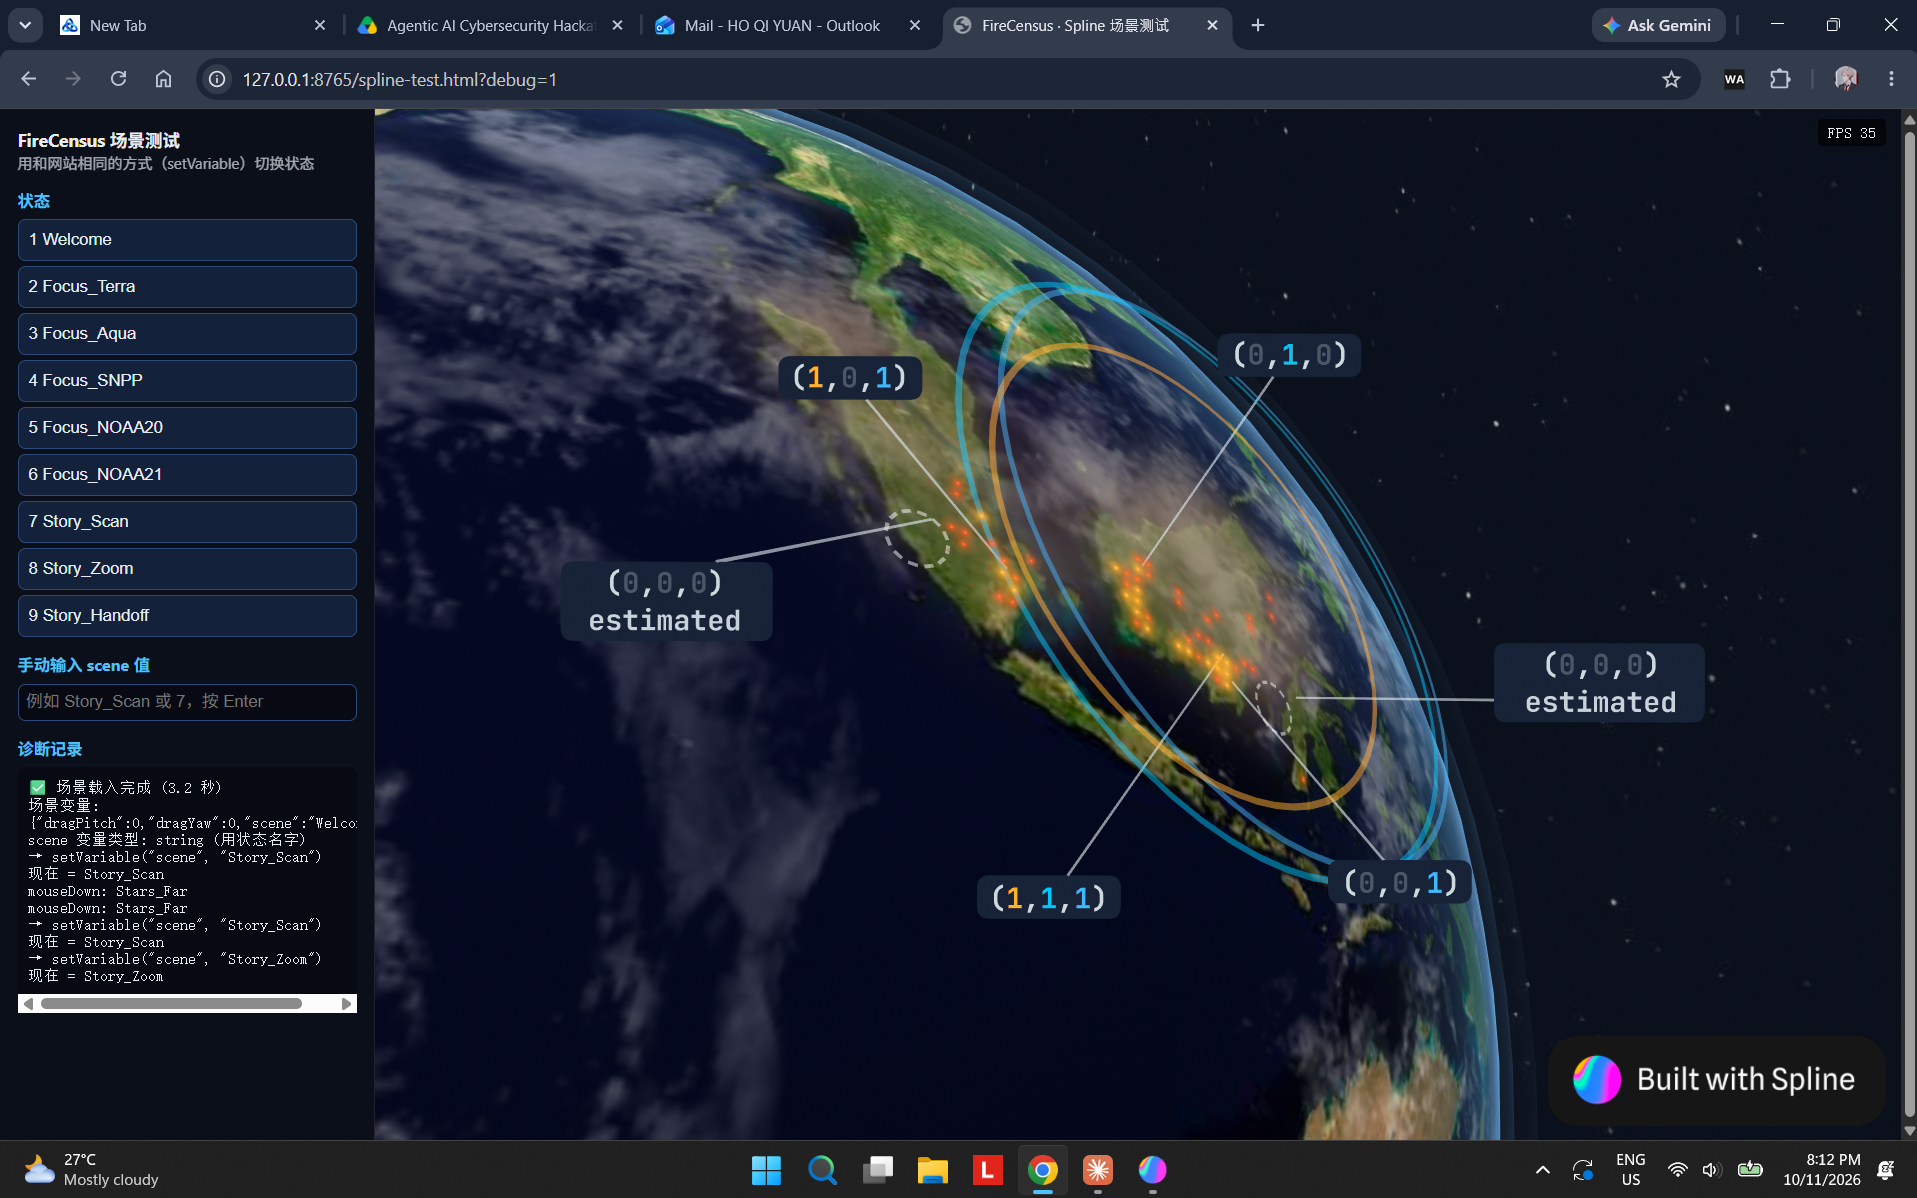 New Tab
Agentic AI Cybersecurity Hacka
Mail - HO QI YUAN - Outlook
FireCensus · Spline 场景测试
Ask Gemini
127.0.0.1:8765/spline-test.html?debug=1
WA
FireCensus 场景测试
用和网站相同的方式（setVariable）切换状态
状态
1 Welcome
2 Focus_Terra
3 Focus_Aqua
4 Focus_SNPP
5 Focus_NOAA20
6 Focus_NOAA21
7 Story_Scan
8 Story_Zoom
9 Story_Handoff
手动输入 scene 值
例如 Story_Scan 或 7，按 Enter
诊断记录
场景载入完成 (3.2 秒)
场景变量:
{"dragPitch":0,"dragYaw":0,"scene":"Welco
scene 变量类型: string (用状态名字)
→ setVariable("scene", "Story_Scan")
现在 = Story_Scan
mouseDown: Stars_Far
mouseDown: Stars_Far
→ setVariable("scene", "Story_Scan")
现在 = Story_Scan
→ setVariable("scene", "Story_Zoom")
现在 = Story_Zoom
FPS 35
(0,1,0)
(1,0,1)
(0,0,0)
estimated
(0,0,0)
estimated
(1,1,1)
(0,0,1)
Built with Spline
27°C
Mostly cloudy
L
ENG
US
8:12 PM
10/11/2026